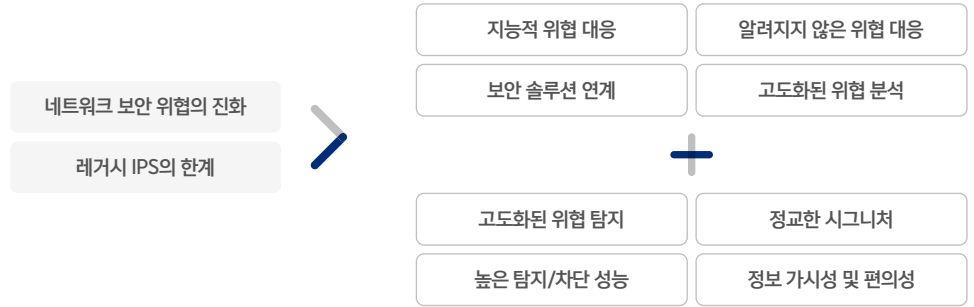 네트워크 보안 위협의 진화
레거시 IPS의 한계
지능적 위협 대응
알려지지 않은 위협 대응
보안 솔루션 연계
고도화된 위협 분석
고도화된 위협 탐지
정교한 시그니처
높은 탐지/차단 성능
정보 가시성 및 편의성